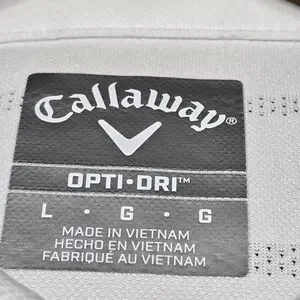 Callaway®
OPTI·DRI™
L · G · G
MADE IN VIETNAM
HECHO EN VIETNAM
FABRIQUÉ AU VIETNAM